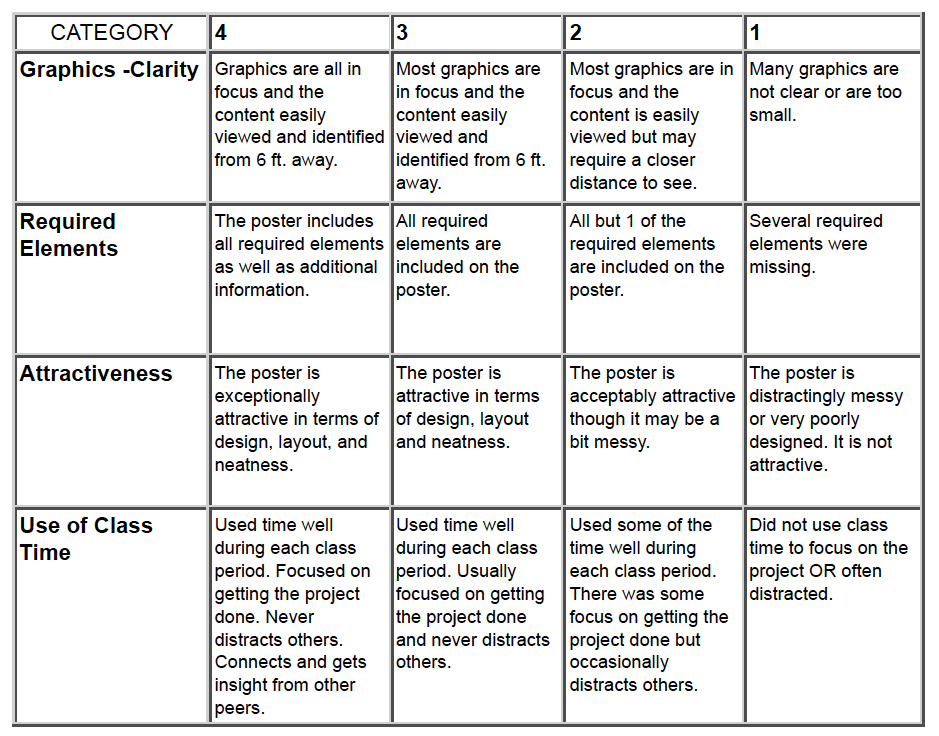 CATEGORY 4 3 2 1
Graphics -Clarity
Graphics are all in
focus and the
content easily
viewed and identified
from 6 ft. away.
Most graphics are
in focus and the
content easily
viewed and
identified from 6 ft.
away.
Most graphics are in
focus and the
content is easily
viewed but may
require a closer
distance to see.
Many graphics are
not clear or are too
small.
Required
Elements
The poster includes
all required elements
as well as additional
information.
All required
elements are
included on the
poster.
All but 1 of the
required elements
are included on the
poster.
Several required
elements were
missing.
Attractiveness
The poster is
exceptionally
attractive in terms of
design, layout, and
neatness.
The poster is
attractive in terms
of design, layout
and neatness.
The poster is
acceptably attractive
though it may be a
bit messy.
The poster is
distractingly messy
or very poorly
designed. It is not
attractive.
Use of Class
Time
Used time well
during each class
period. Focused on
getting the project
done. Never
distracts others.
Connects and gets
insight from other
peers.
Used time well
during each class
period. Usually
focused on getting
the project done
and never distracts
others.
Used some of the
time well during
each class period.
There was some
focus on getting the
project done but
occasionally
distracts others.
Did not use class
time to focus on the
project OR often
distracted.